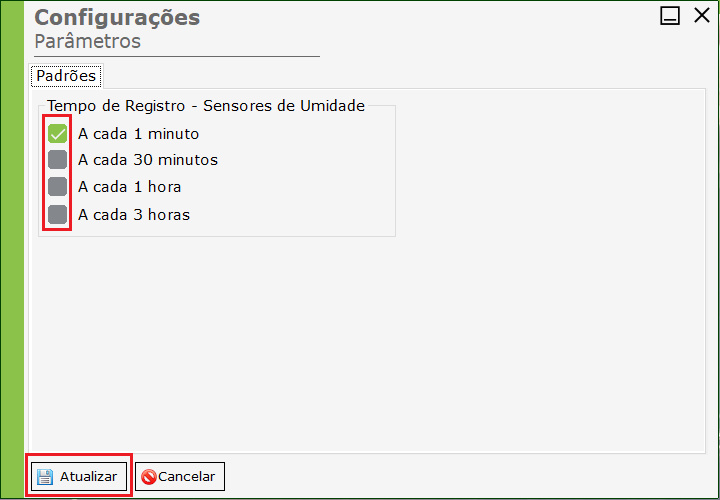 Configurações
Parâmetros
Padrões
Tempo de Registro - Sensores de Umidade
A cada 1 minuto
A cada 30 minutos
A cada 1 hora
A cada 3 horas
Atualizar
Cancelar